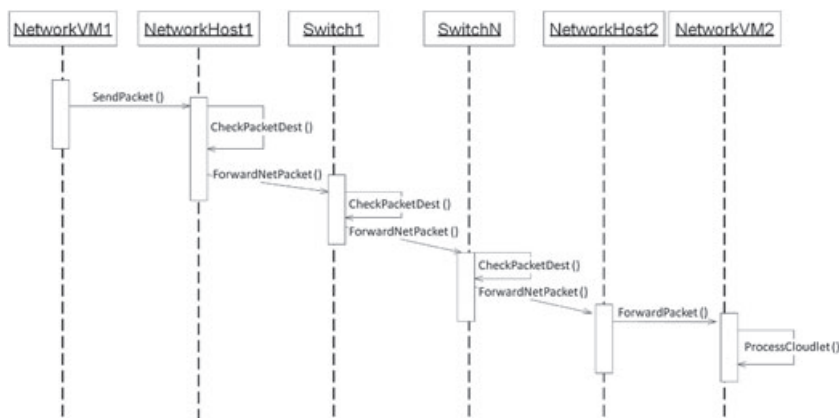 NetworkVM1
NetworkHost1
Switch1
SwitchN
NetworkHost2
NetworkVM2
SendPacket()
CheckPacketDest()
ForwardNetPacket()
CheckPacketDest()
ForwardNetPacket()
CheckPacketDest()
ForwardNetPacket()
ForwardPacket()
ProcessCloudlet()